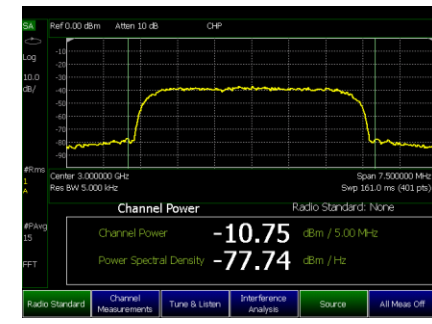 SA
Ref 0.00 dBm Atten 10 dB CHP
Log
10.0
dB/
-10
-20
-30
-40
-50
-60
-70
-80
-90
#Rms
1
A
Center 3.000000 GHz Span 7.500000 MHz
Res BW 5.000 kHz Swp 161.0 ms (401 pts)
Channel Power Radio Standard: None
#PAvg
15
FFT
Channel Power -10.75 dBm / 5.00 MHz
Power Spectral Density -77.74 dBm / Hz
Radio Standard
Channel
Measurements
Tune & Listen
Interference
Analysis
Source
All Meas Off